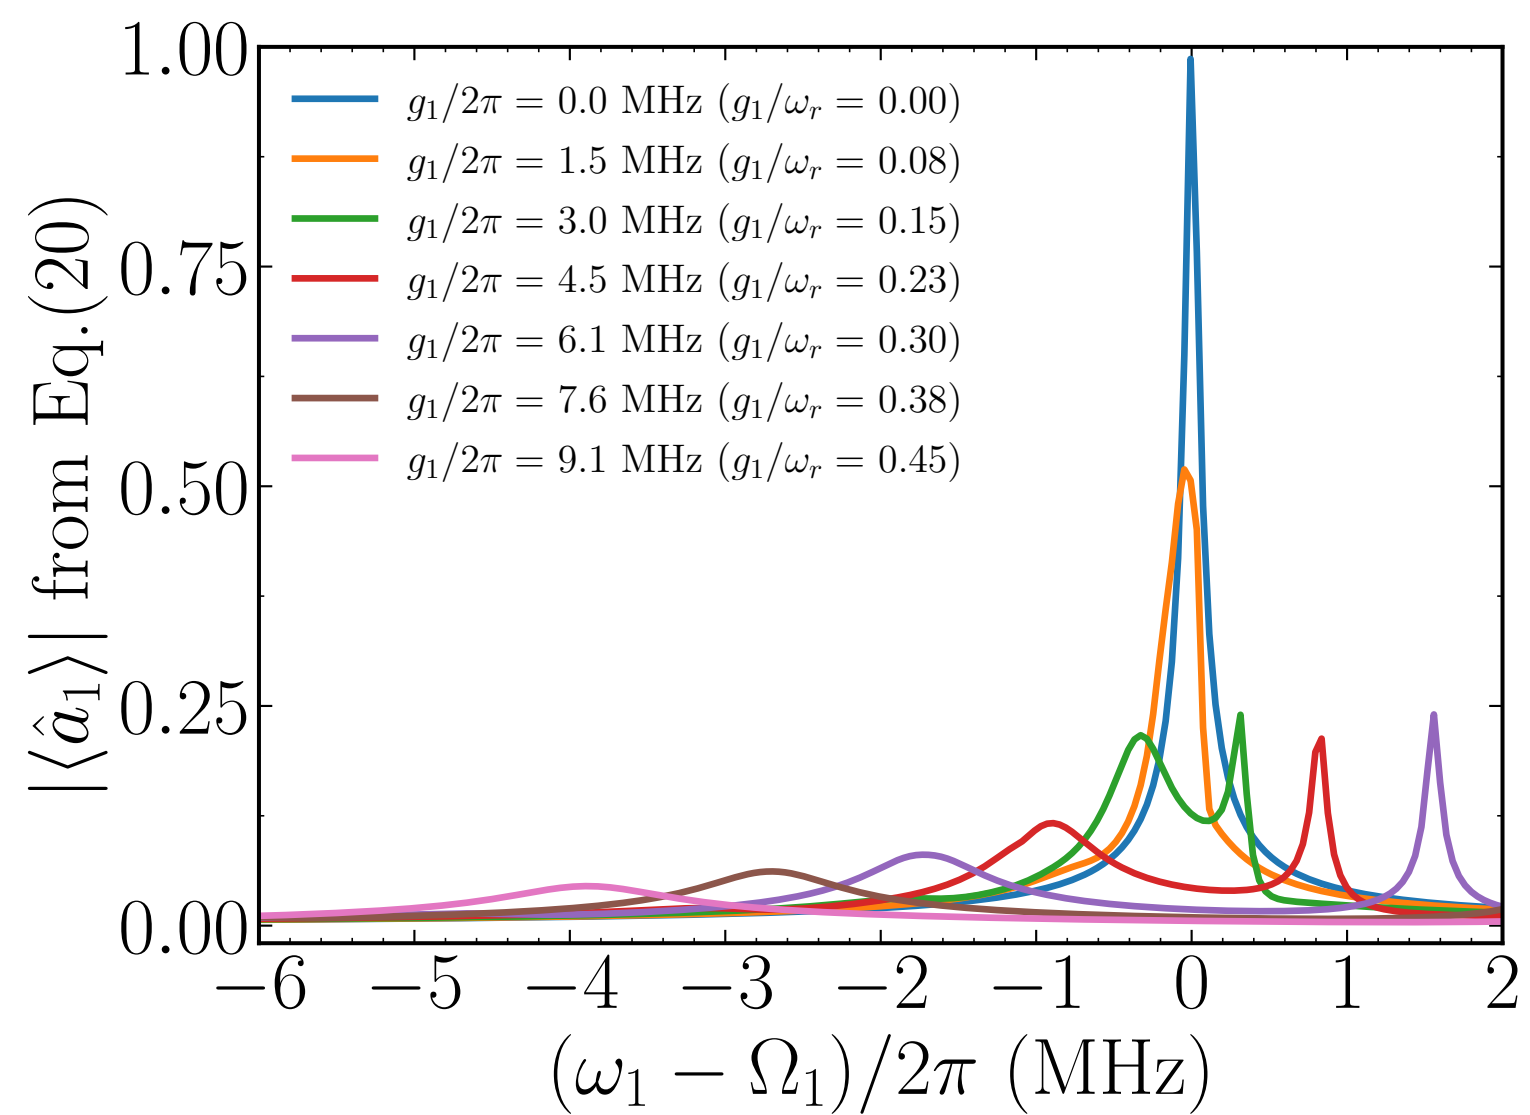 |⟨â₁⟩| from Eq.(20)
1.00
0.75
0.50
0.25
0.00
g₁/2π = 0.0 MHz (g₁/ωᵣ = 0.00)
g₁/2π = 1.5 MHz (g₁/ωᵣ = 0.08)
g₁/2π = 3.0 MHz (g₁/ωᵣ = 0.15)
g₁/2π = 4.5 MHz (g₁/ωᵣ = 0.23)
g₁/2π = 6.1 MHz (g₁/ωᵣ = 0.30)
g₁/2π = 7.6 MHz (g₁/ωᵣ = 0.38)
g₁/2π = 9.1 MHz (g₁/ωᵣ = 0.45)
−6 −5 −4 −3 −2 −1 0 1 2
(ω₁ − Ω₁)/2π (MHz)